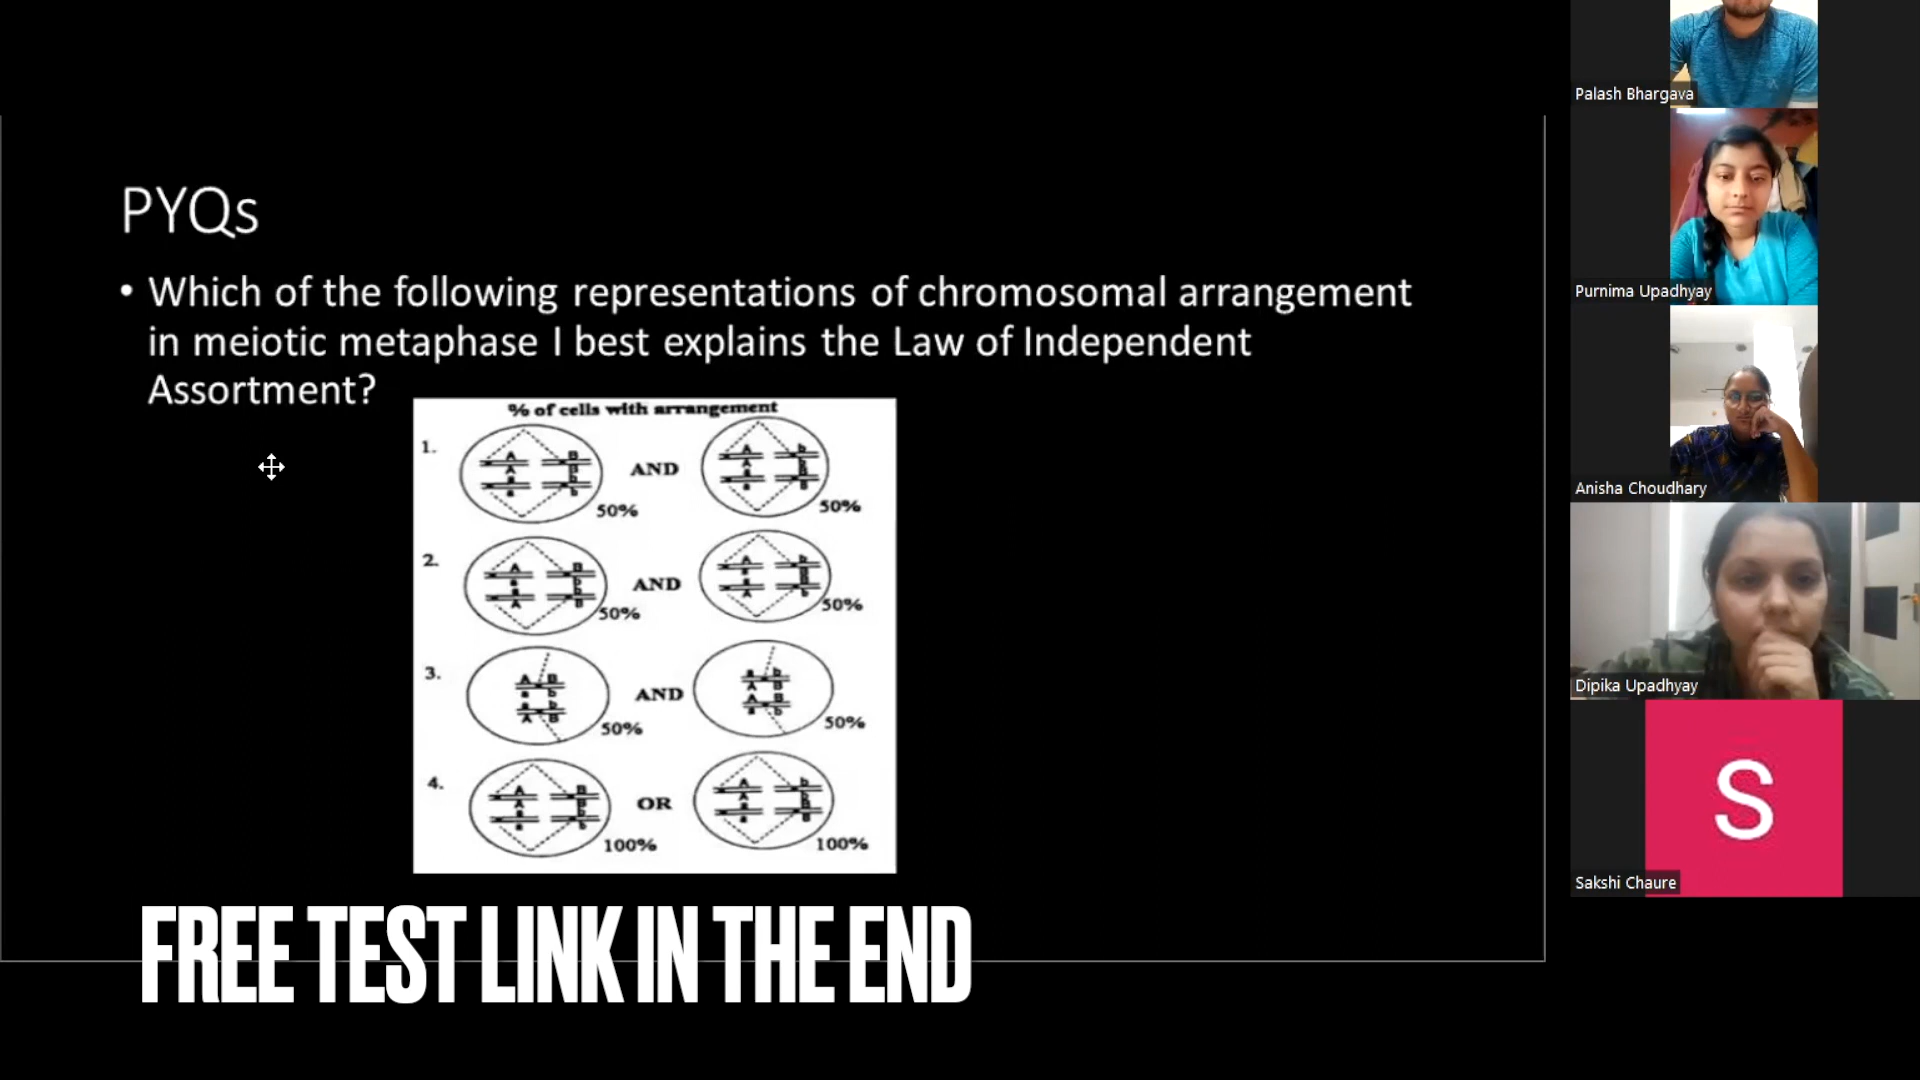 PYQs
• Which of the following representations of chromosomal arrangement
in meiotic metaphase I best explains the Law of Independent
Assortment?
% of cells with arrangement
1.
A B
A B
a b
a b
50%
AND
A b
A b
a B
a B
50%
2.
A B
a b
a b
A B
50%
AND
A b
a B
a B
A b
50%
3.
A B
a b
a b
A B
50%
AND
a b
A B
A B
a b
50%
4.
A B
A B
a b
a b
100%
OR
A b
A b
a B
a B
100%
FREE TEST LINK IN THE END
Palash Bhargava
Purnima Upadhyay
Anisha Choudhary
Dipika Upadhyay
S
Sakshi Chaure